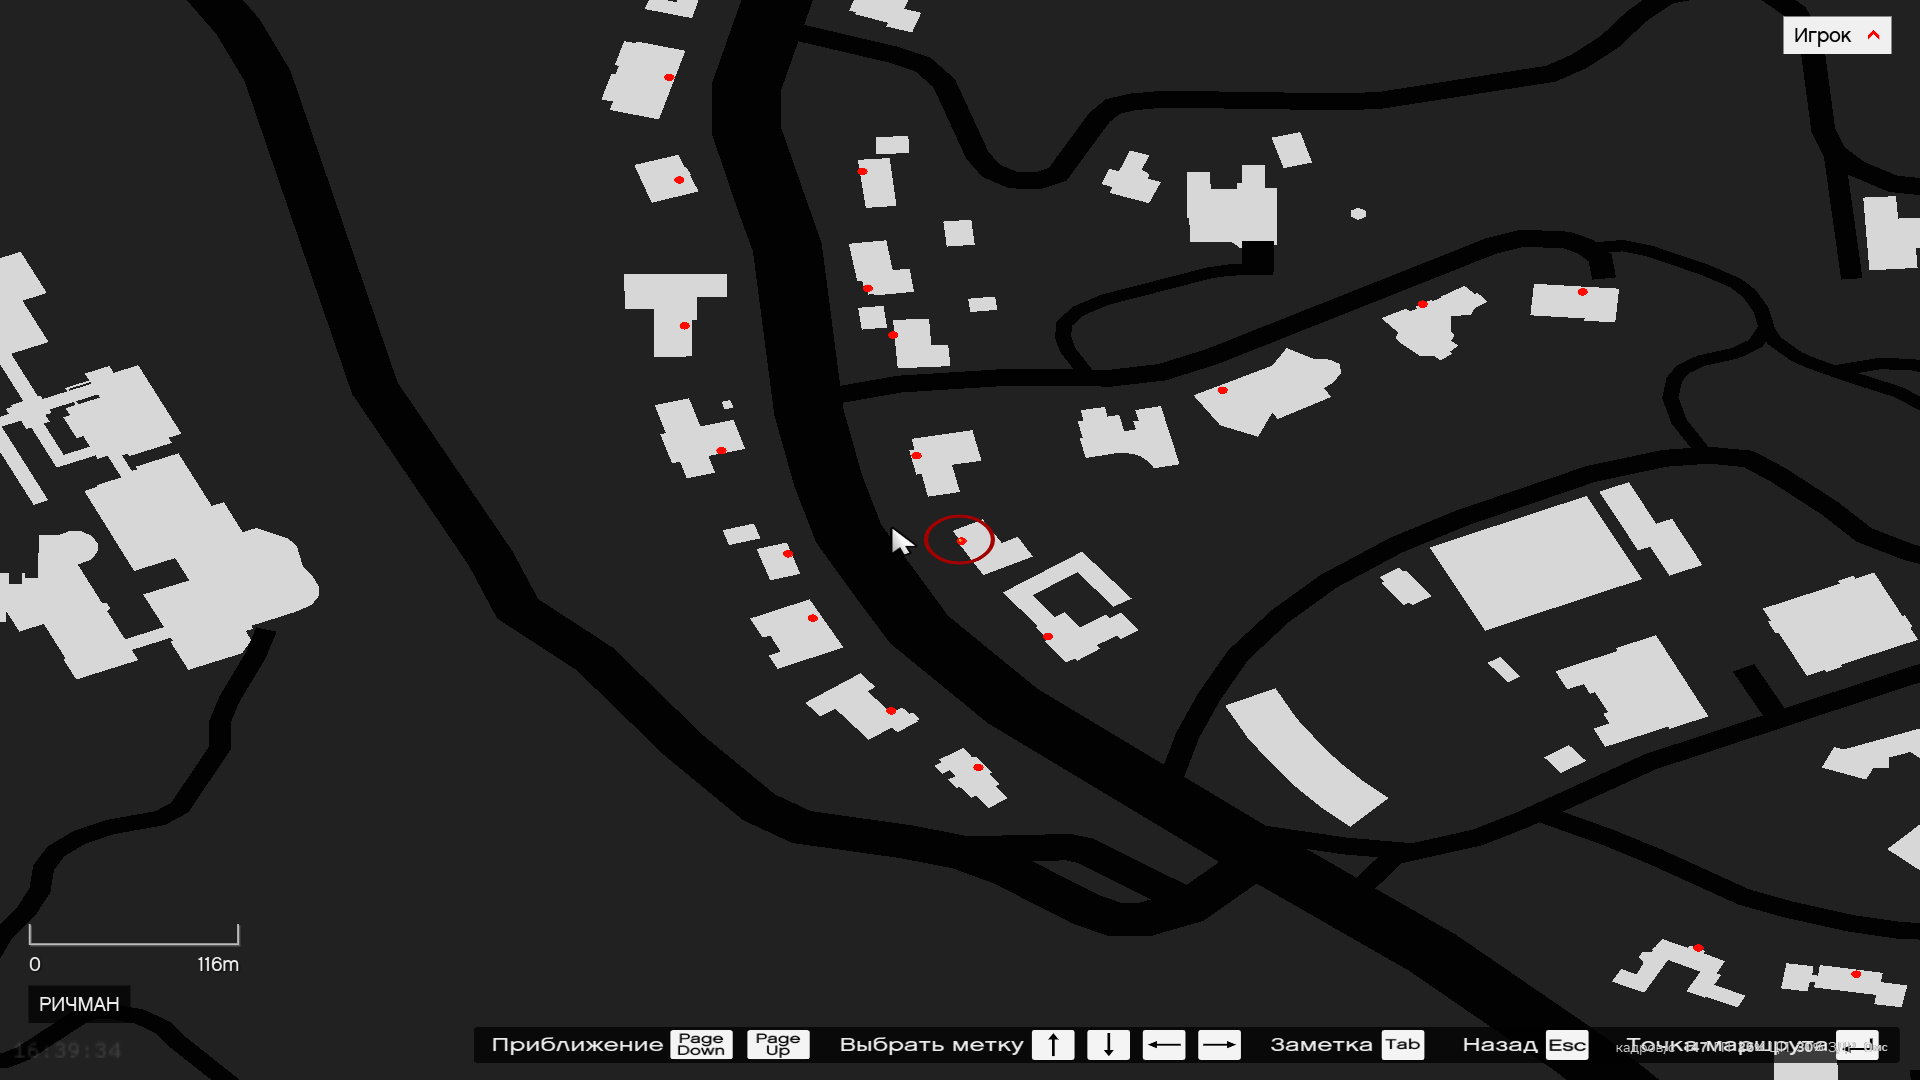 Игрок
0 116m
РИЧМАН
16:39:34
Приближение Page Down Page Up Выбрать метку ↑ ↓ ← → Заметка Tab Назад Esc Точка маршрута
кадров/с